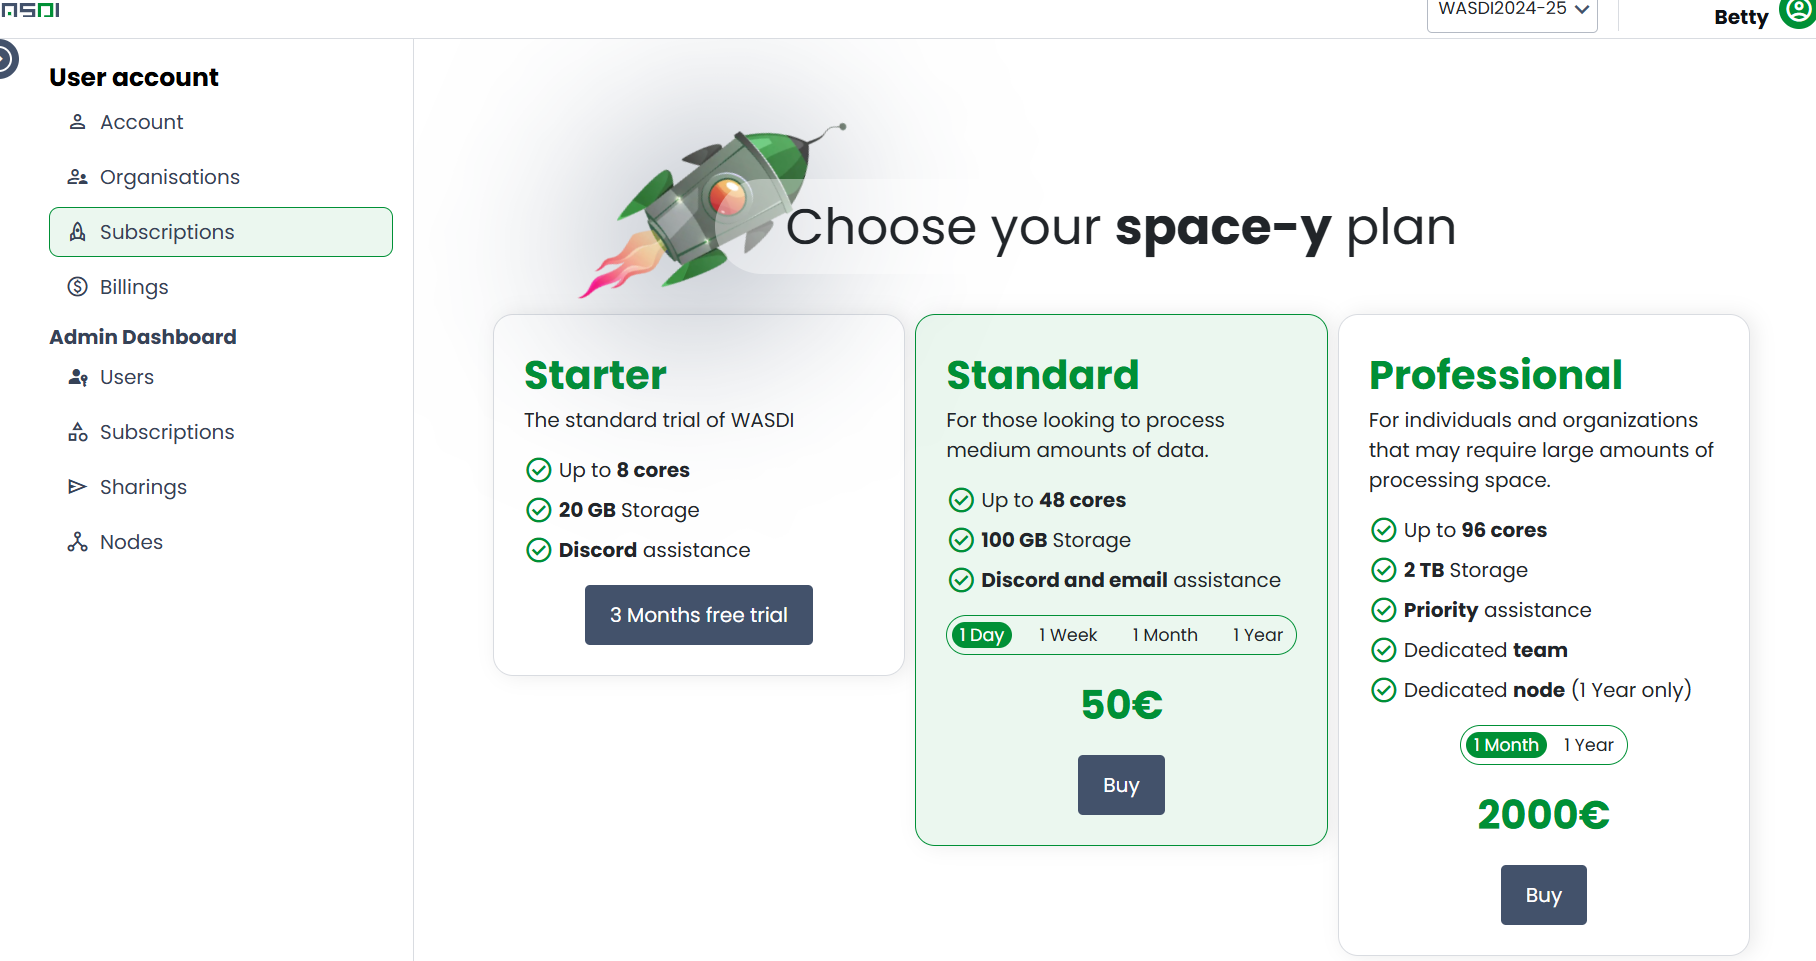 WASDI2024-25
Betty
User account
Account
Organisations
Subscriptions
Billings
Admin Dashboard
Users
Subscriptions
Sharings
Nodes
Choose your space-y plan
Starter
The standard trial of WASDI
Up to 8 cores
20 GB Storage
Discord assistance
3 Months free trial
Standard
For those looking to process
medium amounts of data.
Up to 48 cores
100 GB Storage
Discord and email assistance
1 Day 1 Week 1 Month 1 Year
50€
Buy
Professional
For individuals and organizations
that may require large amounts of
processing space.
Up to 96 cores
2 TB Storage
Priority assistance
Dedicated team
Dedicated node (1 Year only)
1 Month 1 Year
2000€
Buy